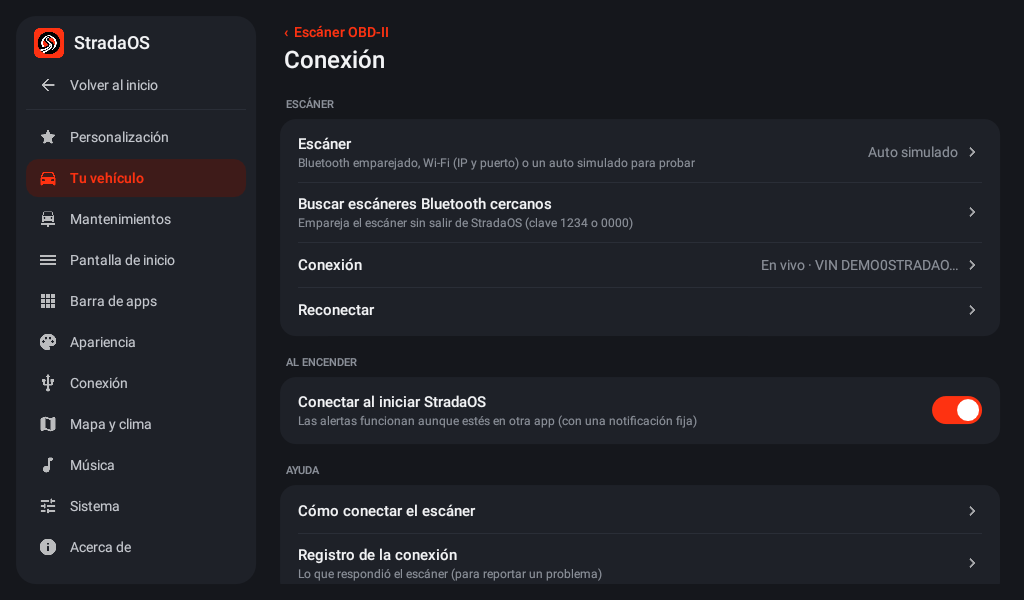 StradaOS
Volver al inicio
Personalización
Tu vehículo
Mantenimientos
Pantalla de inicio
Barra de apps
Apariencia
Conexión
Mapa y clima
Música
Sistema
Acerca de
‹ Escáner OBD-II
Conexión
ESCÁNER
Escáner
Bluetooth emparejado, Wi-Fi (IP y puerto) o un auto simulado para probar
Auto simulado
Buscar escáneres Bluetooth cercanos
Empareja el escáner sin salir de StradaOS (clave 1234 o 0000)
Conexión
En vivo · VIN DEMO0STRADAO…
Reconectar
AL ENCENDER
Conectar al iniciar StradaOS
Las alertas funcionan aunque estés en otra app (con una notificación fija)
AYUDA
Cómo conectar el escáner
Registro de la conexión
Lo que respondió el escáner (para reportar un problema)